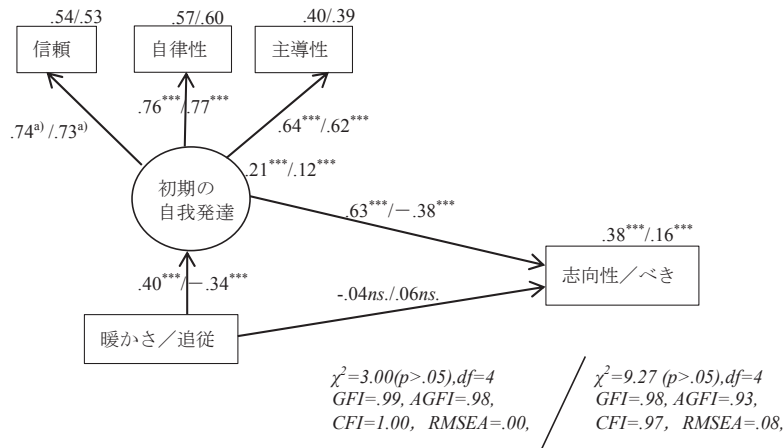 .54/.53
.57/.60
.40/.39
信頼
自律性
主導性
.74a) /.73a)
.76***/.77***
.64***/.62***
.21***/.12***
初期の
自我発達
.63***/－.38***
.38***/.16***
志向性／べき
.40***/－.34***
-.04ns./.06ns.
暖かさ／追従
χ2=3.00(p>.05),df=4
GFI=.99, AGFI=.98,
CFI=1.00, RMSEA=.00,
/
χ2=9.27 (p>.05),df=4
GFI=.98, AGFI=.93,
CFI=.97, RMSEA=.08,